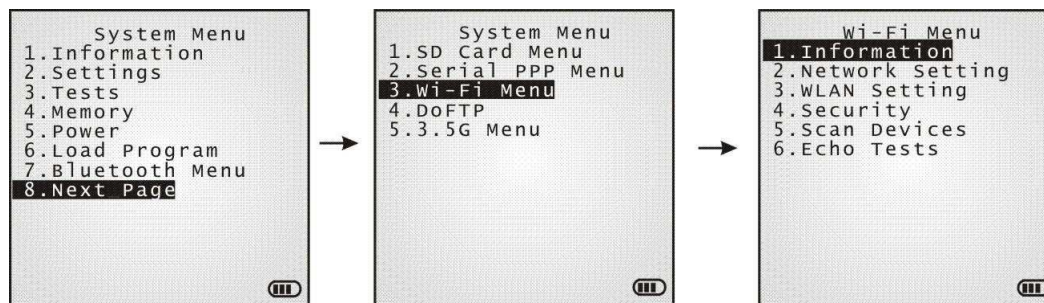 System Menu
1.Information
2.Settings
3.Tests
4.Memory
5.Power
6.Load Program
7.Bluetooth Menu
8.Next Page
System Menu
1.SD Card Menu
2.Serial PPP Menu
3.Wi-Fi Menu
4.DoFTP
5.3.5G Menu
Wi-Fi Menu
1.Information
2.Network Setting
3.WLAN Setting
4.Security
5.Scan Devices
6.Echo Tests